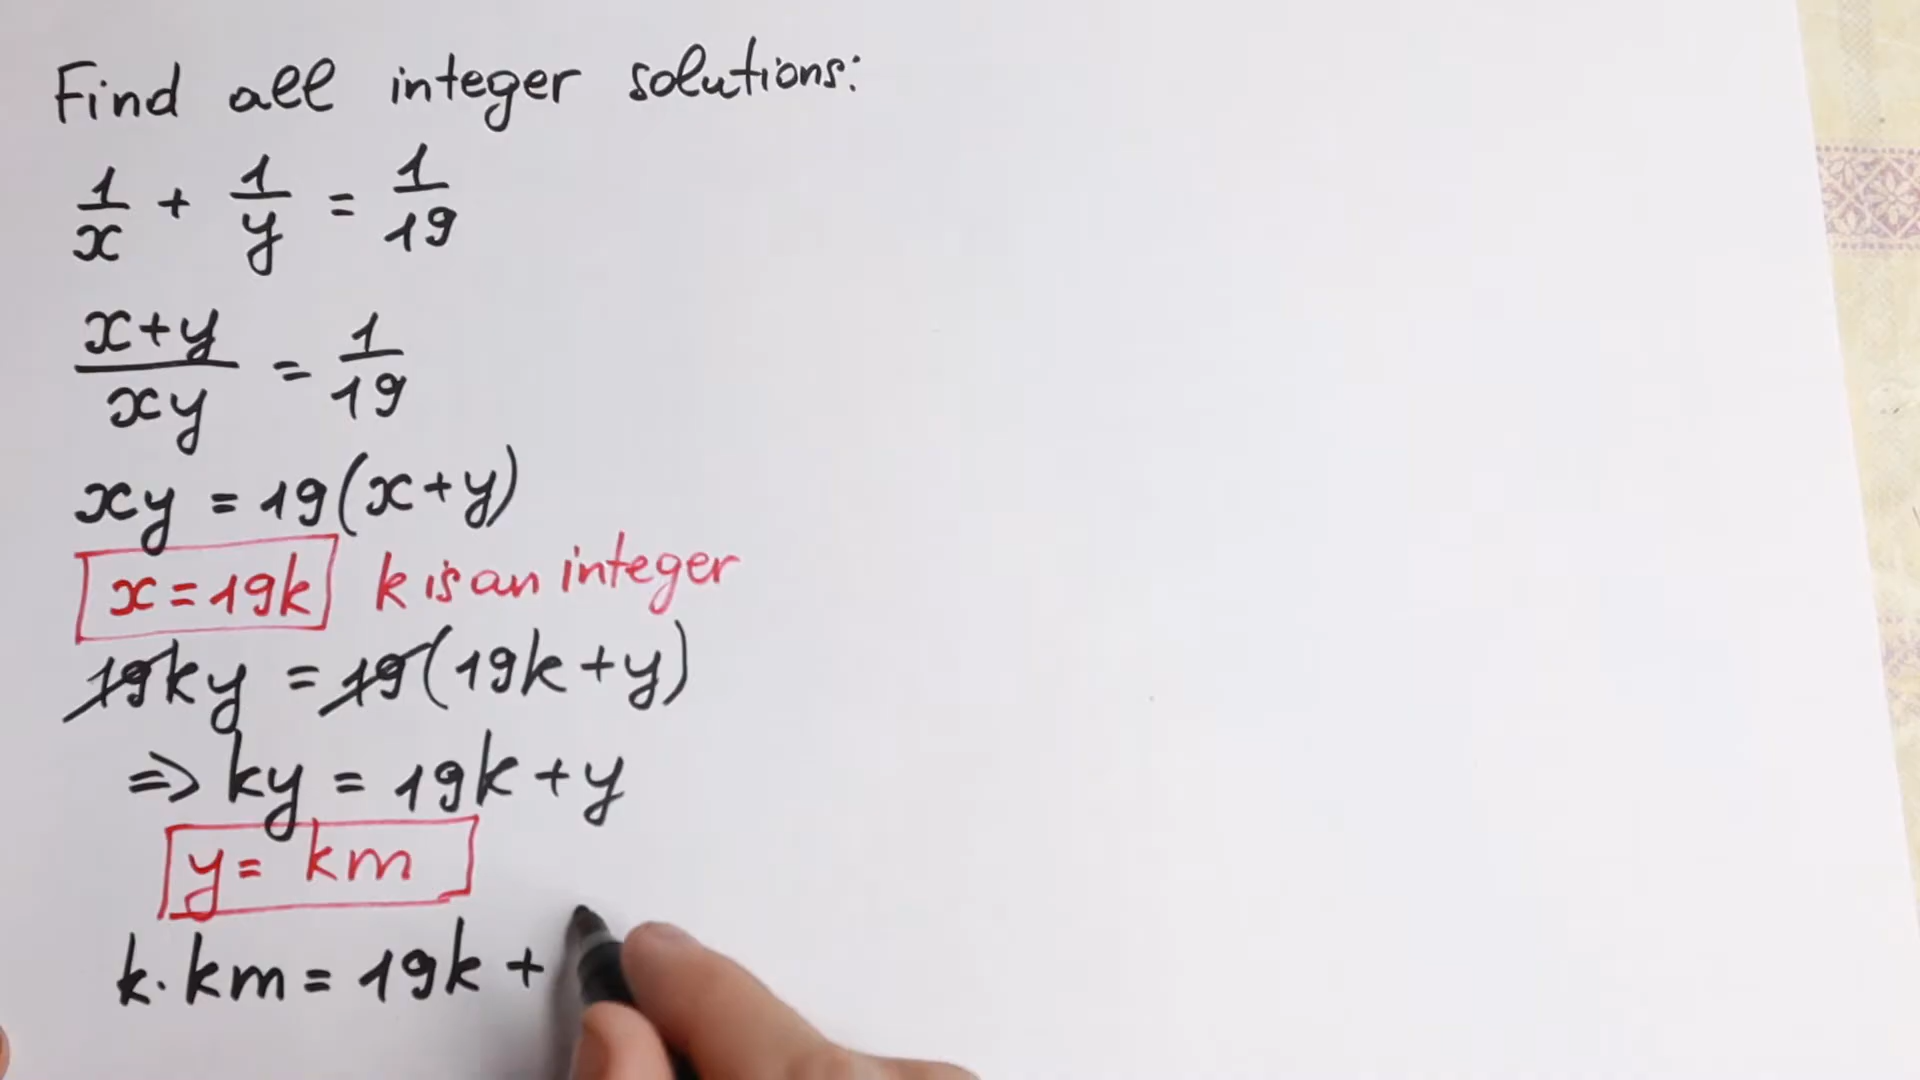 Find all integer solutions:
1/x + 1/y = 1/19
x+y/xy = 1/19
xy = 19(x+y)
x=19k k is an integer
19ky = 19(19k+y)
=> ky = 19k+y
y= km
k·km = 19k +